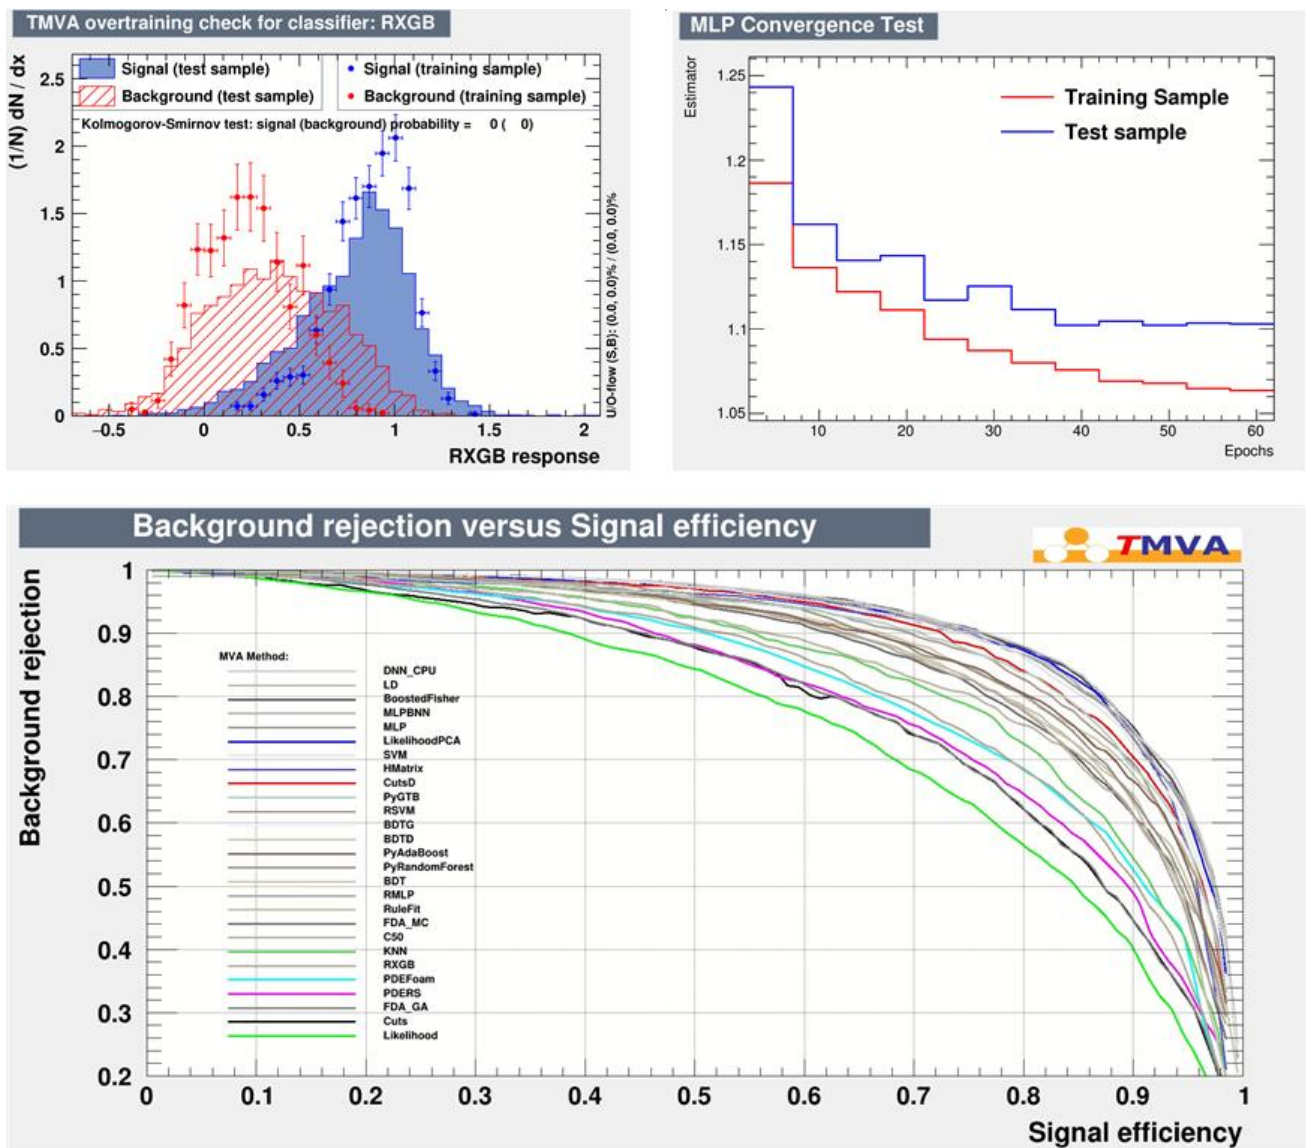 TMVA overtraining check for classifier: RXGB
(1/N) dN / dx
Signal (test sample)
Background (test sample)
Signal (training sample)
Background (training sample)
Kolmogorov-Smirnov test: signal (background) probability = 0 ( 0)
2.5
2
1.5
1
0.5
0
−0.5 0 0.5 1 1.5 2
RXGB response
U/O-flow (S,B): (0.0, 0.0)% / (0.0, 0.0)%
MLP Convergence Test
Estimator
Training Sample
Test sample
1.25
1.2
1.15
1.1
1.05
10 20 30 40 50 60
Epochs
Background rejection versus Signal efficiency
TMVA
Background rejection
1
0.9
0.8
0.7
0.6
0.5
0.4
0.3
0.2
MVA Method:
DNN_CPU
LD
BoostedFisher
MLPBNN
MLP
LikelihoodPCA
SVM
HMatrix
CutsD
PyGTB
RSVM
BDTG
BDTD
PyAdaBoost
PyRandomForest
BDT
RMLP
RuleFit
FDA_MC
C50
KNN
RXGB
PDEFoam
PDERS
FDA_GA
Cuts
Likelihood
0 0.1 0.2 0.3 0.4 0.5 0.6 0.7 0.8 0.9 1
Signal efficiency